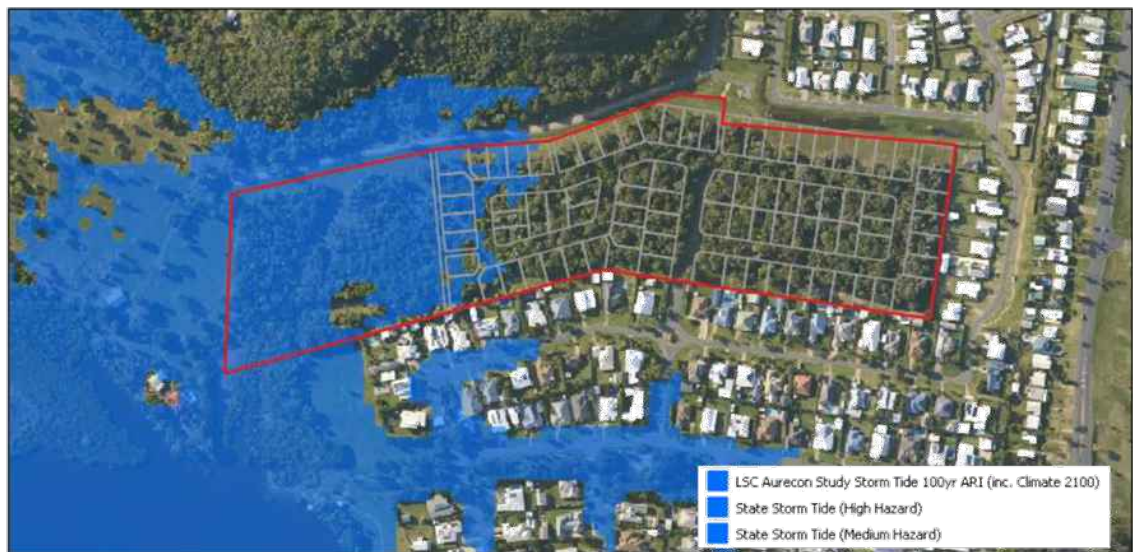 LSC Aurecon Study Storm Tide 100yr ARI (inc. Climate 2100)
State Storm Tide (High Hazard)
State Storm Tide (Medium Hazard)